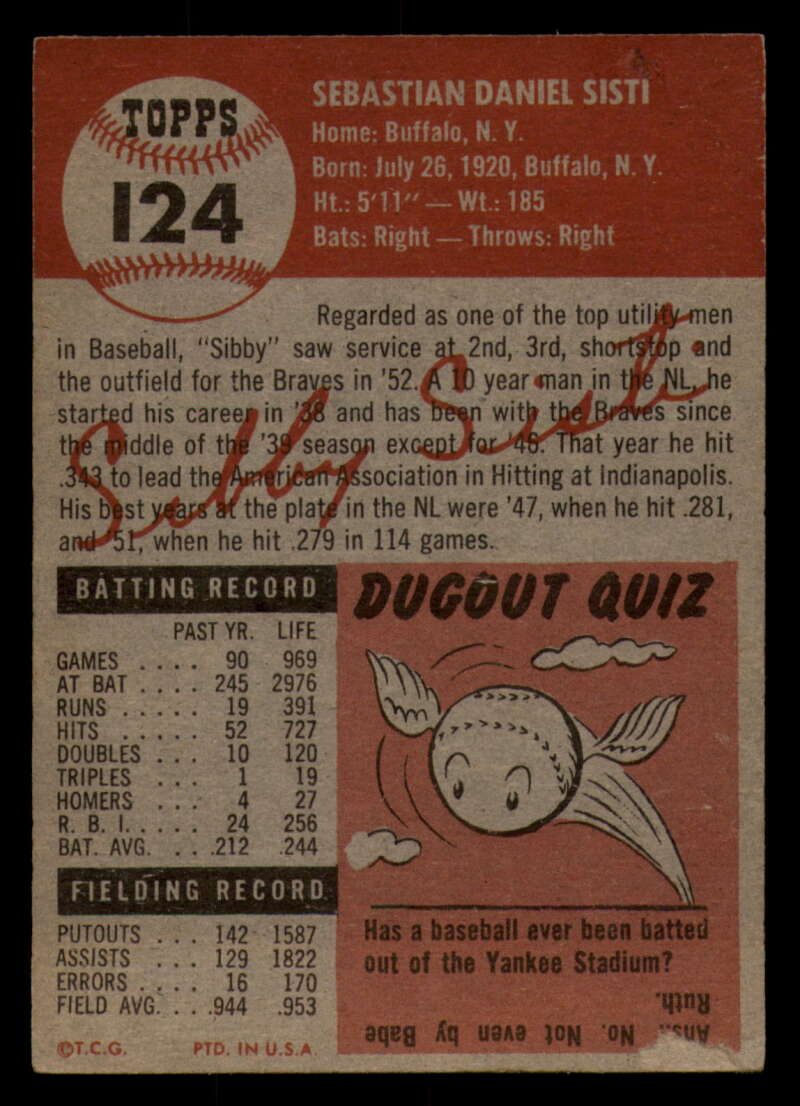 TOPPS
124
SEBASTIAN DANIEL SISTI
Home: Buffalo, N. Y.
Born: July 26, 1920, Buffalo, N. Y.
Ht.: 5'11" — Wt.: 185
Bats: Right — Throws: Right
Regarded as one of the top utility men
in Baseball, "Sibby" saw service at 2nd, 3rd, shortstop and
the outfield for the Braves in '52. A 10 year man in the NL, he
started his career in '38 and has been with the Braves since
the middle of the '39 season except for '46. That year he hit
.343 to lead the American Association in Hitting at Indianapolis.
His best years at the plate in the NL were '47, when he hit .281,
and '51, when he hit .279 in 114 games.
Sibby Sisti
BATTING RECORD
PAST YR. LIFE
GAMES .... 90 969
AT BAT .... 245 2976
RUNS ..... 19 391
HITS ..... 52 727
DOUBLES ... 10 120
TRIPLES ... 1 19
HOMERS ... 4 27
R. B. I. .... 24 256
BAT. AVG. .. .212 .244
FIELDING RECORD
PUTOUTS ... 142 1587
ASSISTS ... 129 1822
ERRORS .... 16 170
FIELD AVG. .. .944 .953
©T.C.G. PTD. IN U.S.A.
DUGOUT QUIZ
Has a baseball ever been batted
out of the Yankee Stadium?
Ans. No. Not even by Babe
Ruth.